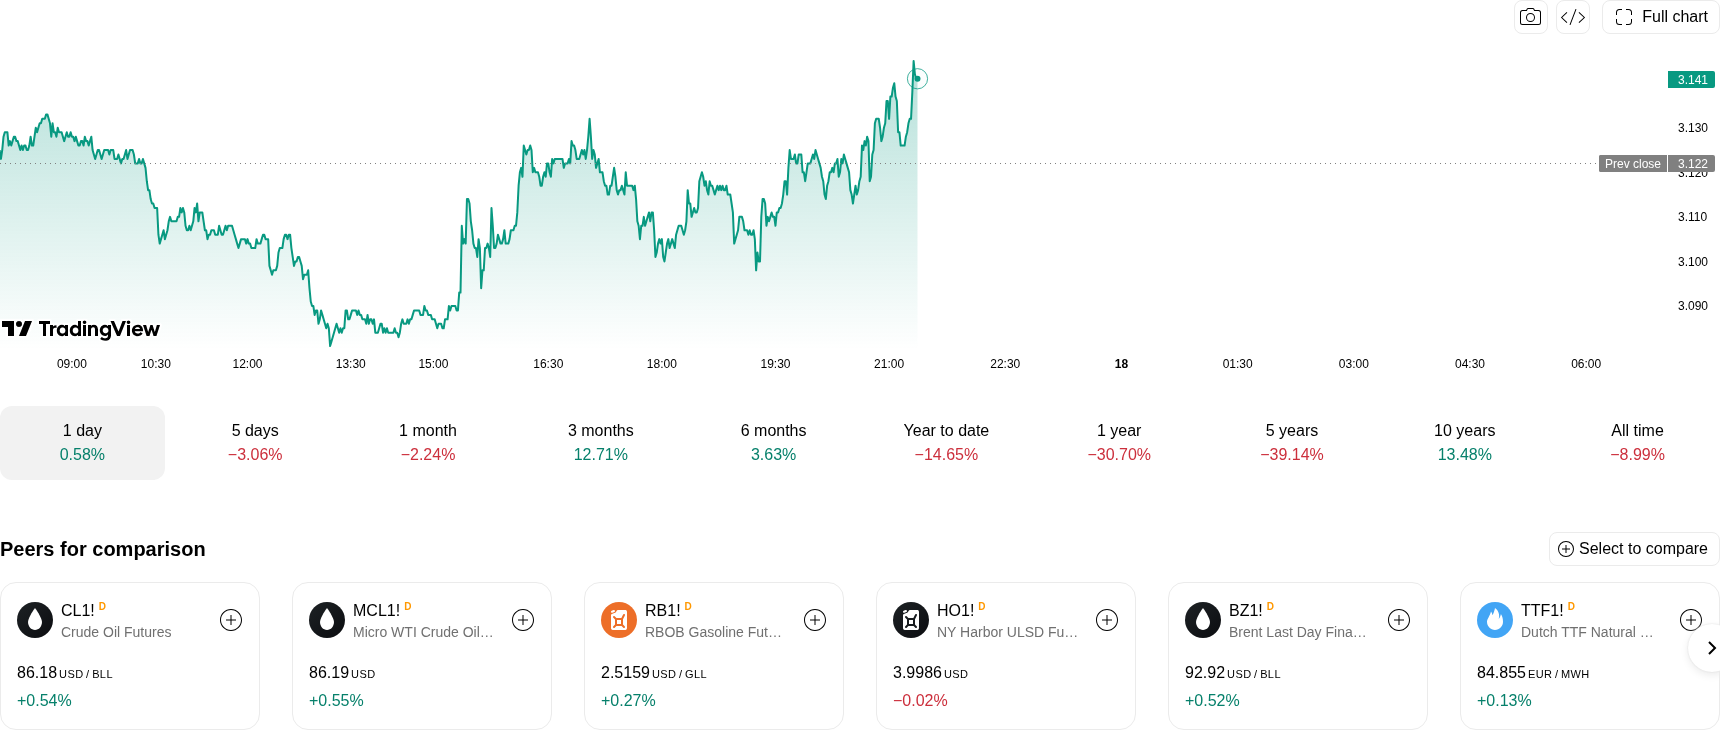 Full chart
3.141
3.130
Prev close 3.122
3.120
3.110
3.100
3.090
TradingView
09:00 10:30 12:00 13:30 15:00 16:30 18:00 19:30 21:00 22:30 18 01:30 03:00 04:30 06:00
1 day 5 days 1 month 3 months 6 months Year to date 1 year 5 years 10 years All time
0.58% −3.06% −2.24% 12.71% 3.63% −14.65% −30.70% −39.14% 13.48% −8.99%
Peers for comparison
Select to compare
CL1! D
Crude Oil Futures
86.18 USD / BLL
+0.54%
MCL1! D
Micro WTI Crude Oil…
86.19 USD
+0.55%
RB1! D
RBOB Gasoline Fut…
2.5159 USD / GLL
+0.27%
HO1! D
NY Harbor ULSD Fu…
3.9986 USD
−0.02%
BZ1! D
Brent Last Day Fina…
92.92 USD / BLL
+0.52%
TTF1! D
Dutch TTF Natural …
84.855 EUR / MWH
+0.13%